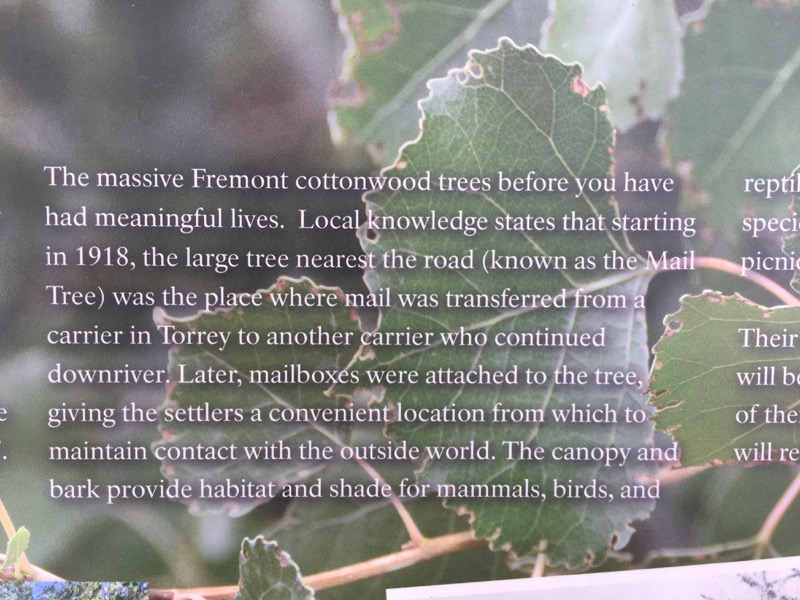 The massive Fremont cottonwood trees before you have
had meaningful lives. Local knowledge states that starting
in 1918, the large tree nearest the road (known as the Mail
Tree) was the place where mail was transferred from a
carrier in Torrey to another carrier who continued
downriver. Later, mailboxes were attached to the tree,
giving the settlers a convenient location from which to
maintain contact with the outside world. The canopy and
bark provide habitat and shade for mammals, birds, and
Their
of
will